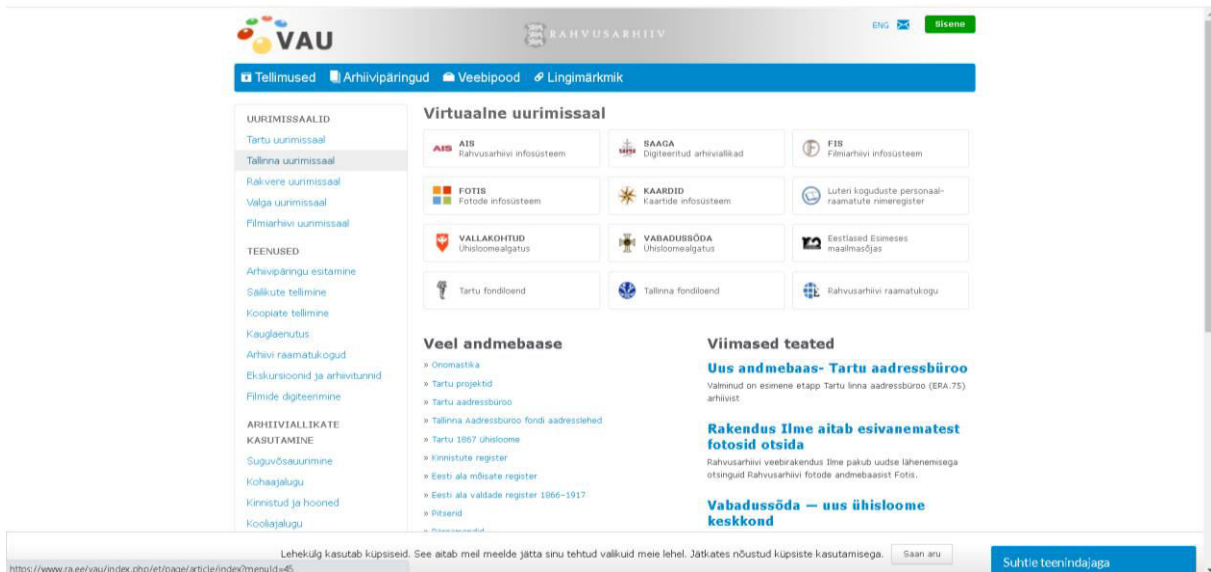 VAU
RAHVUSARHIIV
ENG
Sisene
Tellimused
Arhiivipäringud
Veebipood
Lingimärkmik
UURIMISSAALID
Tartu uurimissaal
Tallinna uurimissaal
Rakvere uurimissaal
Valga uurimissaal
Filmiarhiivi uurimissaal
TEENUSED
Arhiivipäringu esitamine
Säilikute tellimine
Koopiate tellimine
Kauglaenutus
Arhiivi raamatukogud
Ekskursioonid ja arhiivitunnid
Filmide digiteerimine
ARHIIVIALLIKATE
KASUTAMINE
Suguvõsauurimine
Kohaajalugu
Kinnistud ja hooned
Kooliajalugu
Virtuaalne uurimissaal
AIS
AIS
Rahvusarhiivi infosüsteem
SAAGA
Digiteeritud arhiiviallikad
FIS
Filmiarhiivi infosüsteem
FOTIS
Fotode infosüsteem
KAARDID
Kaartide infosüsteem
Luteri koguduste personaal-
raamatute nimeregister
VALLAKOHTUD
Ühisloomealgatus
VABADUSSÕDA
Ühisloomealgatus
Eestlased Esimeses
maailmasõjas
Tartu fondiloend
Tallinna fondiloend
Rahvusarhiivi raamatukogu
Veel andmebaase
» Onomastika
» Tartu projektid
» Tartu aadressbüroo
» Tallinna Aadressbüroo fondi aadresslehed
» Tartu 1867 ühisloome
» Kinnistute register
» Eesti ala mõisate register
» Eesti ala valdade register 1866–1917
» Pitserid
Viimased teated
Uus andmebaas- Tartu aadressbüroo
Valminud on esimene etapp Tartu linna aadressbüroo (ERA.75)
arhiivist
Rakendus Ilme aitab esivanematest
fotosid otsida
Rahvusarhiivi veebirakendus Ilme pakub uudse lähenemisega
otsinguid Rahvusarhiivi fotode andmebaasist Fotis.
Vabadussõda — uus ühisloome
keskkond
Lehekülg kasutab küpsiseid. See aitab meil meelde jätta sinu tehtud valikuid meie lehel. Jätkates nõustud küpsiste kasutamisega.
Saan aru
Suhtle teenindajaga
https://www.ra.ee/vau/index.php/et/page/article/index?menuId=45